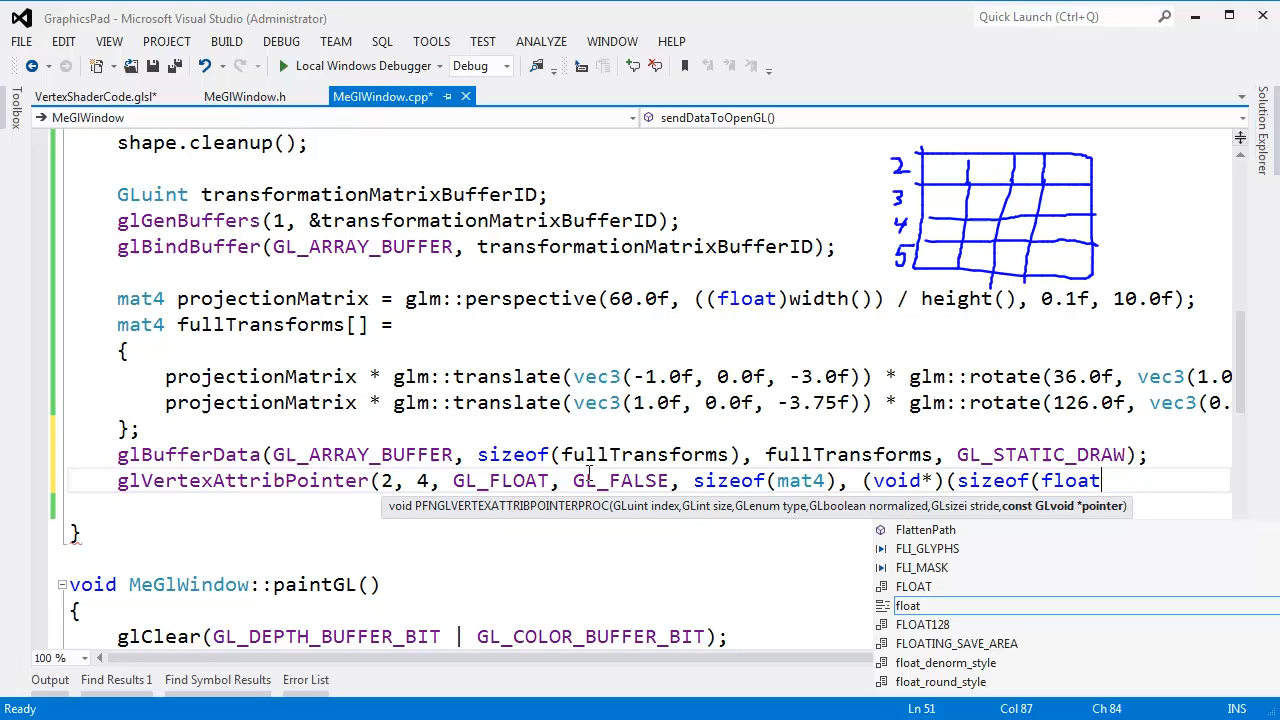 GraphicsPad - Microsoft Visual Studio (Administrator)
Quick Launch (Ctrl+Q)
FILE EDIT VIEW PROJECT BUILD DEBUG TEAM SQL TOOLS TEST ANALYZE WINDOW HELP
Local Windows Debugger Debug
Toolbox
VertexShaderCode.glsl* MeGlWindow.h MeGlWindow.cpp*
Solution Explorer
MeGlWindow sendDataToOpenGL()
shape.cleanup();
2
GLuint transformationMatrixBufferID;
3
glGenBuffers(1, &transformationMatrixBufferID);
4
glBindBuffer(GL_ARRAY_BUFFER, transformationMatrixBufferID);
5
mat4 projectionMatrix = glm::perspective(60.0f, ((float)width()) / height(), 0.1f, 10.0f);
mat4 fullTransforms[] =
{
projectionMatrix * glm::translate(vec3(-1.0f, 0.0f, -3.0f)) * glm::rotate(36.0f, vec3(1.0
projectionMatrix * glm::translate(vec3(1.0f, 0.0f, -3.75f)) * glm::rotate(126.0f, vec3(0.
};
glBufferData(GL_ARRAY_BUFFER, sizeof(fullTransforms), fullTransforms, GL_STATIC_DRAW);
glVertexAttribPointer(2, 4, GL_FLOAT, GL_FALSE, sizeof(mat4), (void*)(sizeof(float
void PFNGLVERTEXATTRIBPOINTERPROC(GLuint index,GLint size,GLenum type,GLboolean normalized,GLsizei stride,const GLvoid *pointer)
}
FlattenPath
FLI_GLYPHS
FLI_MASK
FLOAT
float
FLOAT128
FLOATING_SAVE_AREA
float_denorm_style
float_round_style
void MeGlWindow::paintGL()
{
glClear(GL_DEPTH_BUFFER_BIT | GL_COLOR_BUFFER_BIT);
100 %
Output Find Results 1 Find Symbol Results Error List
Ready Ln 51 Col 87 Ch 84 INS